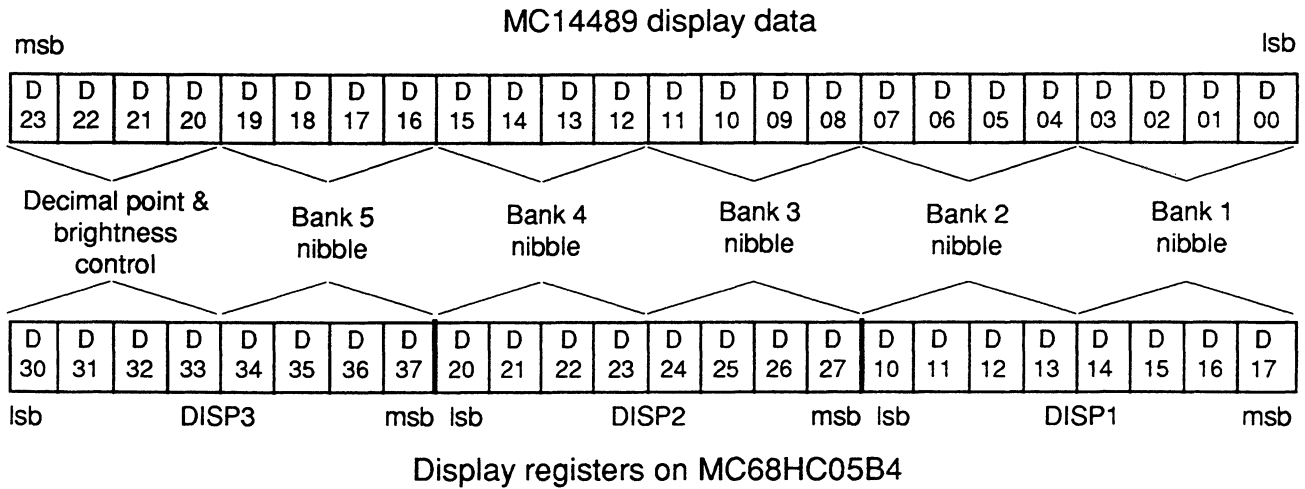 MC14489 display data
msb lsb
D D D D D D D D D D D D D D D D D D D D D D D D
23 22 21 20 19 18 17 16 15 14 13 12 11 10 09 08 07 06 05 04 03 02 01 00
Decimal point &
brightness
control
Bank 5
nibble
Bank 4
nibble
Bank 3
nibble
Bank 2
nibble
Bank 1
nibble
D D D D D D D D D D D D D D D D D D D D D D D D
30 31 32 33 34 35 36 37 20 21 22 23 24 25 26 27 10 11 12 13 14 15 16 17
lsb DISP3 msb lsb DISP2 msb lsb DISP1 msb
Display registers on MC68HC05B4